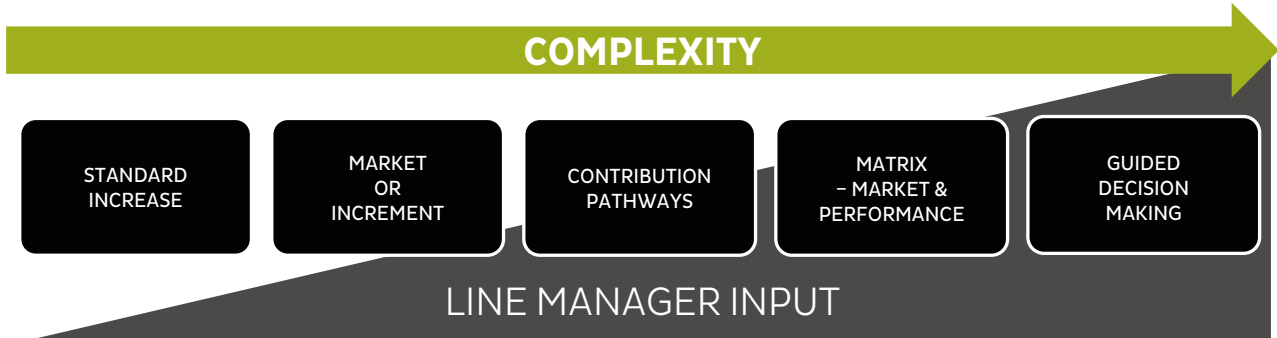 COMPLEXITY
STANDARD
INCREASE
MARKET
OR
INCREMENT
CONTRIBUTION
PATHWAYS
MATRIX
– MARKET &
PERFORMANCE
GUIDED
DECISION
MAKING
LINE MANAGER INPUT